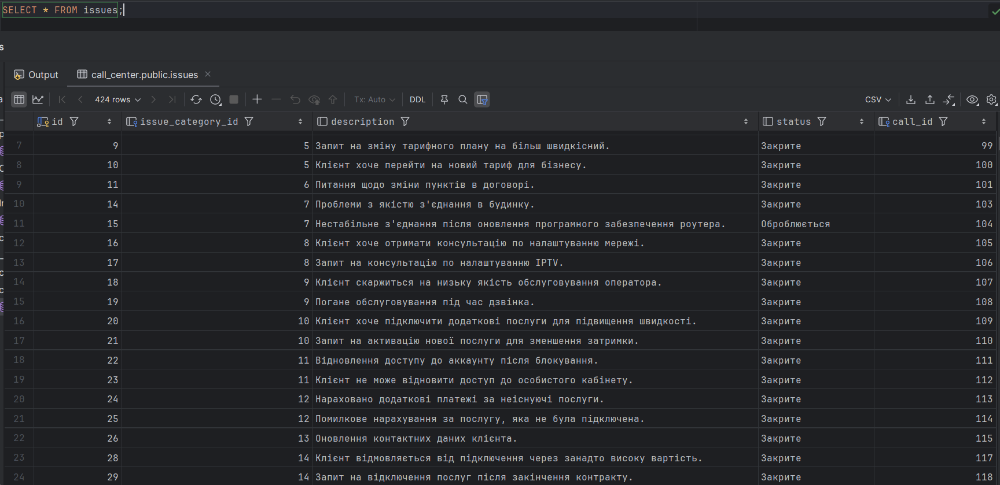 SELECT * FROM issues;
s
Output call_center.public.issues
424 rows Tx: Auto DDL CSV
id issue_category_id description status call_id
7 9 5 Запит на зміну тарифного плану на більш швидкісний. Закрите 99
8 10 5 Клієнт хоче перейти на новий тариф для бізнесу. Закрите 100
9 11 6 Питання щодо зміни пунктів в договорі. Закрите 101
10 14 7 Проблеми з якістю з'єднання в будинку. Закрите 103
11 15 7 Нестабільне з'єднання після оновлення програмного забезпечення роутера. Оброблюється 104
12 16 8 Клієнт хоче отримати консультацію по налаштуванню мережі. Закрите 105
13 17 8 Запит на консультацію по налаштуванню IPTV. Закрите 106
14 18 9 Клієнт скаржиться на низьку якість обслуговування оператора. Закрите 107
15 19 9 Погане обслуговування під час дзвінка. Закрите 108
16 20 10 Клієнт хоче підключити додаткові послуги для підвищення швидкості. Закрите 109
17 21 10 Запит на активацію нової послуги для зменшення затримки. Закрите 110
18 22 11 Відновлення доступу до аккаунту після блокування. Закрите 111
19 23 11 Клієнт не може відновити доступ до особистого кабінету. Закрите 112
20 24 12 Нараховано додаткові платежі за неіснуючі послуги. Закрите 113
21 25 12 Помилкове нарахування за послугу, яка не була підключена. Закрите 114
22 26 13 Оновлення контактних даних клієнта. Закрите 115
23 28 14 Клієнт відмовляється від підключення через занадто високу вартість. Закрите 117
24 29 14 Запит на відключення послуг після закінчення контракту. Закрите 118